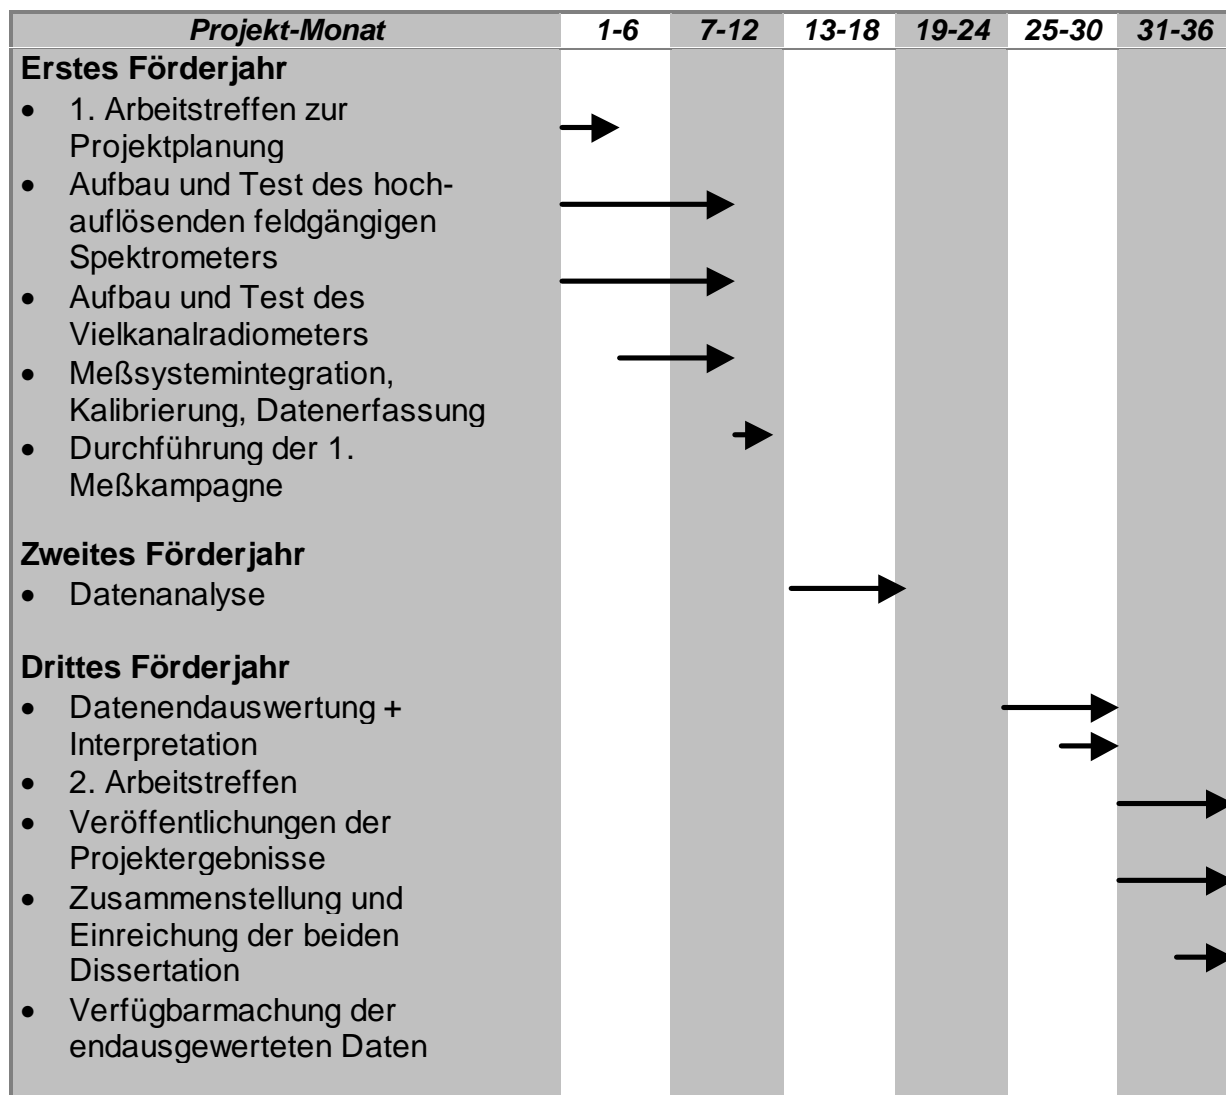 Projekt-Monat 1-6 7-12 13-18 19-24 25-30 31-36
Erstes Förderjahr
• 1. Arbeitstreffen zur
Projektplanung
• Aufbau und Test des hoch-
auflösenden feldgängigen
Spektrometers
• Aufbau und Test des
Vielkanalradiometers
• Meßsystemintegration,
Kalibrierung, Datenerfassung
• Durchführung der 1.
Meßkampagne
Zweites Förderjahr
• Datenanalyse
Drittes Förderjahr
• Datenendauswertung +
Interpretation
• 2. Arbeitstreffen
• Veröffentlichungen der
Projektergebnisse
• Zusammenstellung und
Einreichung der beiden
Dissertation
• Verfügbarmachung der
endausgewerteten Daten